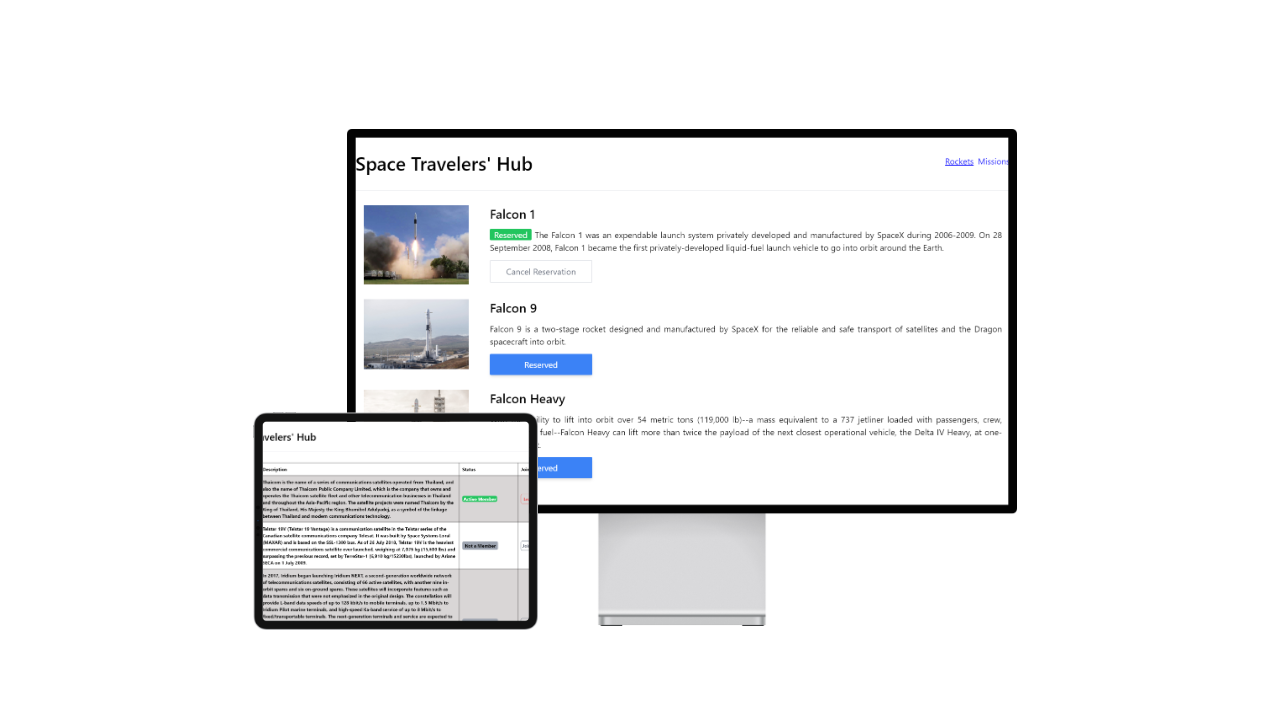 Space Travelers' Hub
Rockets Missions
Falcon 1
Reserved The Falcon 1 was an expendable launch system privately developed and manufactured by SpaceX during 2006-2009. On 28
September 2008, Falcon 1 became the first privately-developed liquid-fuel launch vehicle to go into orbit around the Earth.
Cancel Reservation
Falcon 9
Falcon 9 is a two-stage rocket designed and manufactured by SpaceX for the reliable and safe transport of satellites and the Dragon
spacecraft into orbit.
Reserved
Falcon Heavy
ility to lift into orbit over 54 metric tons (119,000 lb)--a mass equivalent to a 737 jetliner loaded with passengers, crew,
fuel--Falcon Heavy can lift more than twice the payload of the next closest operational vehicle, the Delta IV Heavy, at one-
erved
velers' Hub
Description Status
Thaicom is the name of a series of communications satellites operated from Thailand, and
also the name of Thaicom Public Company Limited, which is the company that owns and
operates the Thaicom satellite fleet and other telecommunication businesses in Thailand
and throughout the Asia-Pacific region. The satellite projects were named Thaicom by the
King of Thailand, His Majesty the King Bhumibol Adulyadej, as a symbol of the linkage
between Thailand and modern communications technology.
Active Member
Telstar 19V (Telstar 19 Vantage) is a communication satellite in the Telstar series of the
Canadian satellite communications company Telesat. It was built by Space Systems Loral
(MAXAR) and is based on the SSL-1300 bus. As of 26 July 2018, Telstar 19V is the heaviest
commercial communications satellite ever launched, weighing at 7,076 kg (15,600 lbs) and
surpassing the previous record, set by TerreStar-1 (6,910 kg/15230lbs), launched by Ariane
5ECA on 1 July 2009.
Not a Member
In 2017, Iridium began launching Iridium NEXT, a second-generation worldwide network
of telecommunications satellites, consisting of 66 active satellites, with another nine in-
orbit spares and six on-ground spares. These satellites will incorporate features such as
data transmission that were not emphasized in the original design. The constellation will
provide L-band data speeds of up to 128 kbit/s to mobile terminals, up to 1.5 Mbit/s to
Iridium Pilot marine terminals, and high-speed Ka-band service of up to 8 Mbit/s to
fixed/transportable terminals. The next-generation terminals and service are expected to